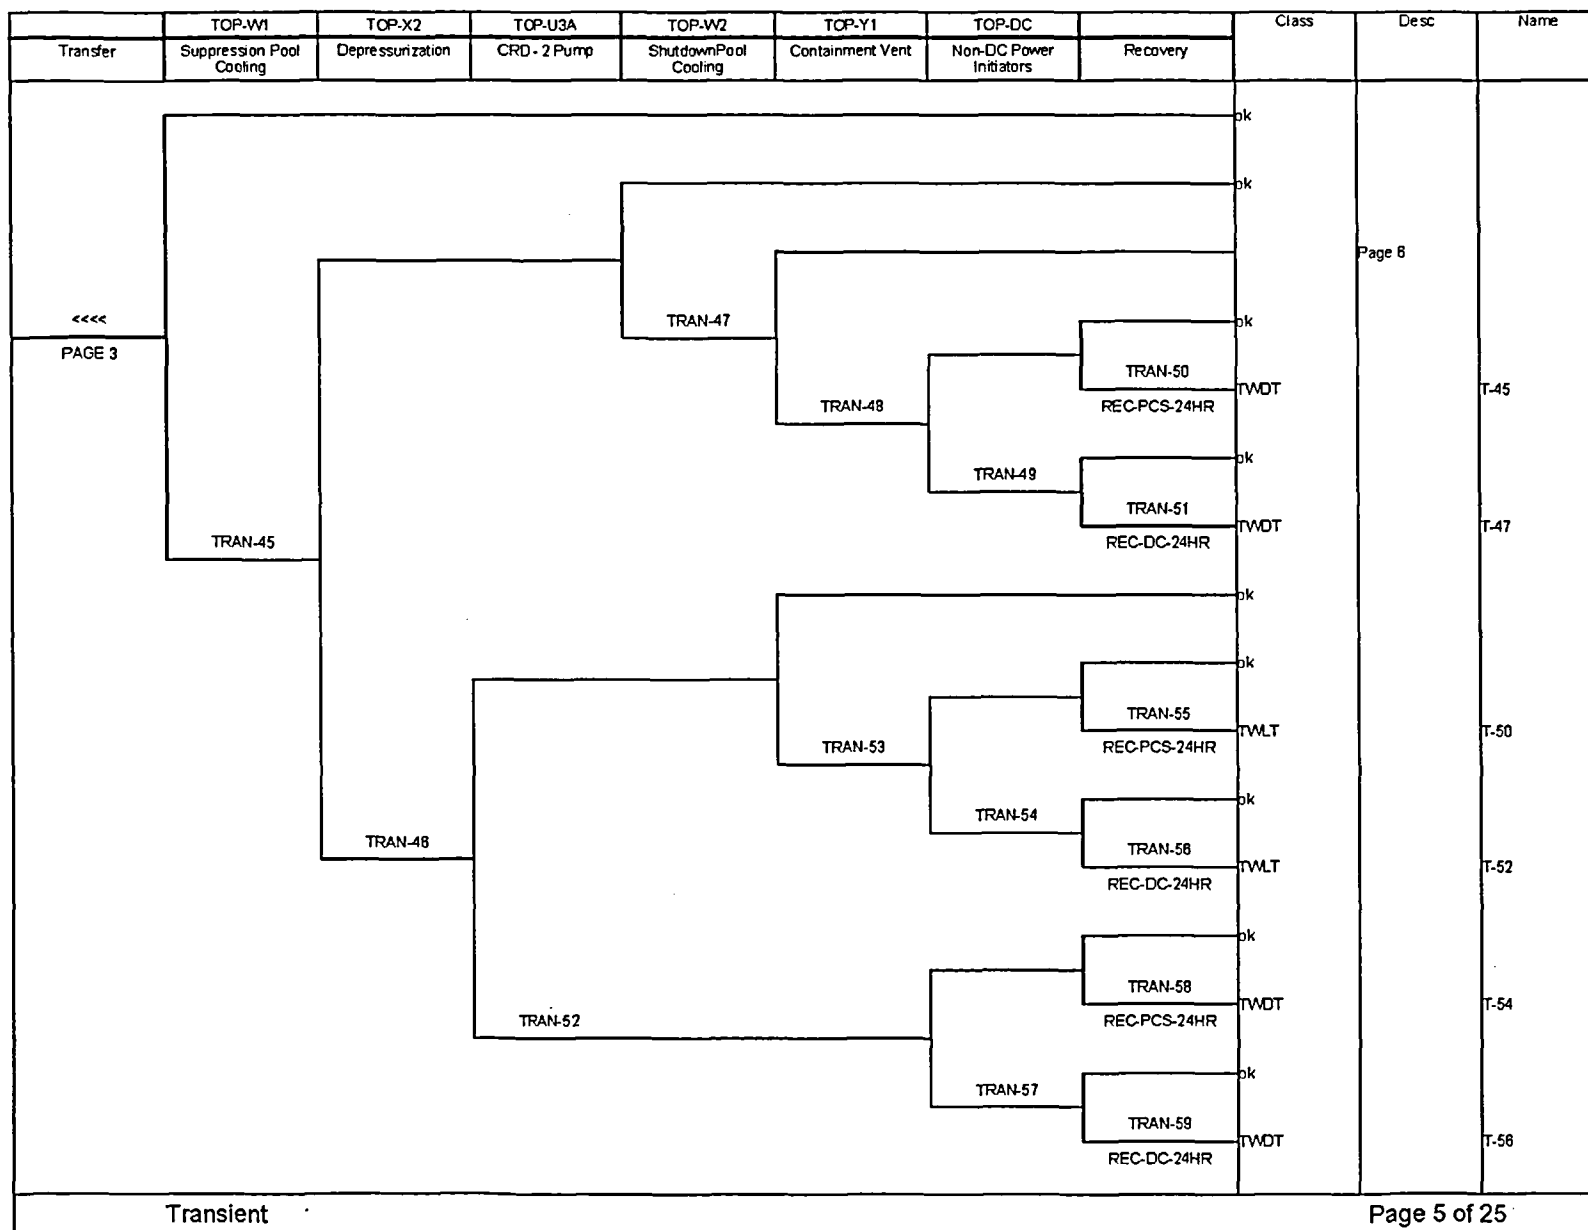 TOP-W1 TOP-X2 TOP-U3A TOP-W2 TOP-Y1 TOP-DC Class Desc Name
Transfer Suppression Pool Depressurization CRD - 2 Pump ShutdownPool Containment Vent Non-DC Power Recovery
Cooling Cooling Initiators
ok
ok
Page 6
<<<<
PAGE 3
TRAN-47
ok
TRAN-50
TWDT T-45
REC-PCS-24HR
TRAN-48
ok
TRAN-49
TRAN-51
TWDT T-47
REC-DC-24HR
TRAN-45
ok
ok
TRAN-55
TWLT T-50
REC-PCS-24HR
TRAN-53
ok
TRAN-54
TRAN-46
TRAN-56
TWLT T-52
REC-DC-24HR
ok
TRAN-58
TWDT T-54
REC-PCS-24HR
TRAN-52
ok
TRAN-57
TRAN-59
TWDT T-56
REC-DC-24HR
Transient Page 5 of 25